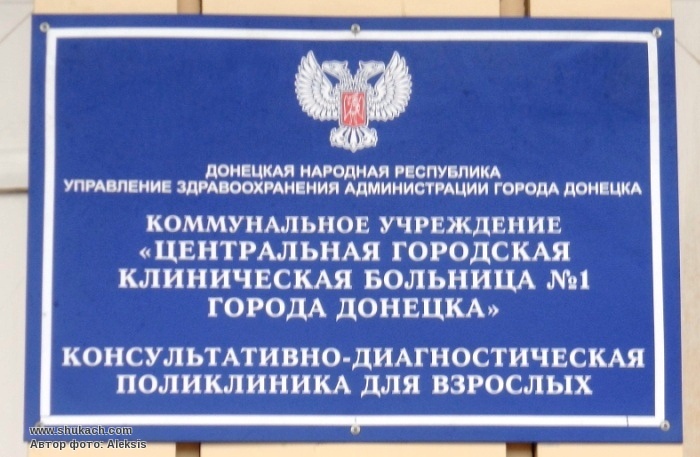 ДОНЕЦКАЯ НАРОДНАЯ РЕСПУБЛИКА
УПРАВЛЕНИЕ ЗДРАВООХРАНЕНИЯ АДМИНИСТРАЦИИ ГОРОДА ДОНЕЦКА
КОММУНАЛЬНОЕ УЧРЕЖДЕНИЕ
«ЦЕНТРАЛЬНАЯ ГОРОДСКАЯ
КЛИНИЧЕСКАЯ БОЛЬНИЦА №1
ГОРОДА ДОНЕЦКА»
КОНСУЛЬТАТИВНО-ДИАГНОСТИЧЕСКАЯ
ПОЛИКЛИНИКА ДЛЯ ВЗРОСЛЫХ
www.shukach.com
Автор фото: Aleksis